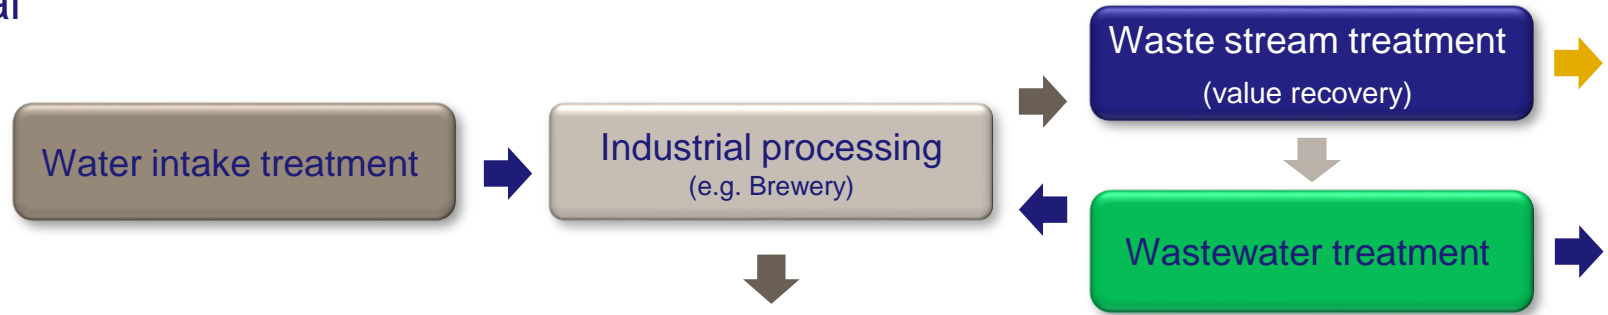 Waste stream treatment
(value recovery)
Water intake treatment
Industrial processing
(e.g. Brewery)
Wastewater treatment